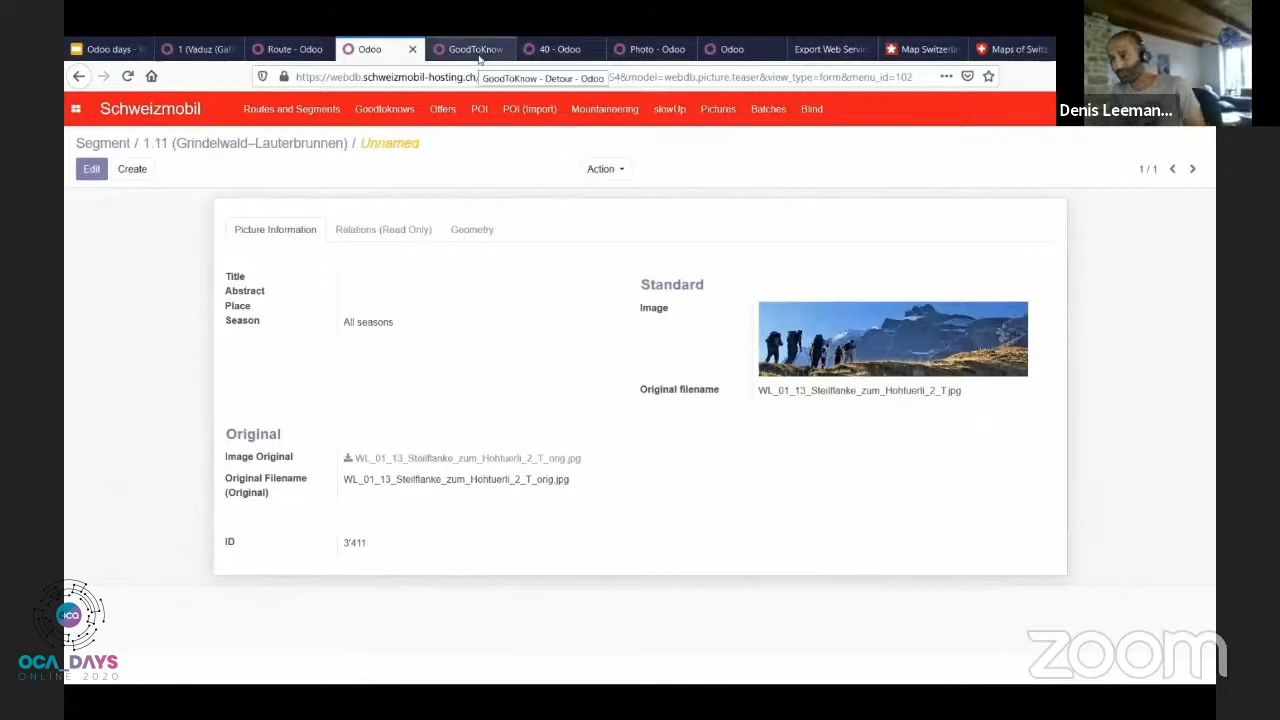 Odoo days - V
1 (Vaduz (Gafl
Route - Odoo
Odoo
GoodToKnow
40 - Odoo
Photo - Odoo
Odoo
Export Web Servic
Map Switzerla
Maps of Switz
https://webdb.schweizmobil-hosting.ch/
54&model=webdb.picture.teaser&view_type=form&menu_id=102
GoodToKnow - Detour - Odoo
Denis Leeman...
Schweizmobil
Routes and Segments
Goodtoknows
Offers
POI
POI (Import)
Mountaineering
slowUp
Pictures
Batches
Blind
Segment / 1.11 (Grindelwald–Lauterbrunnen) / Unnamed
Edit
Create
Action
1 / 1
Picture Information
Relations (Read Only)
Geometry
Title
Abstract
Place
Season
All seasons
Standard
Image
Original filename
WL_01_13_Steilflanke_zum_Hohtuerli_2_T.jpg
Original
Image Original
WL_01_13_Steilflanke_zum_Hohtuerli_2_T_orig.jpg
Original Filename
(Original)
WL_01_13_Steilflanke_zum_Hohtuerli_2_T_orig.jpg
ID
3'411
oca
OCA_DAYS
ONLINE 2020
zoom